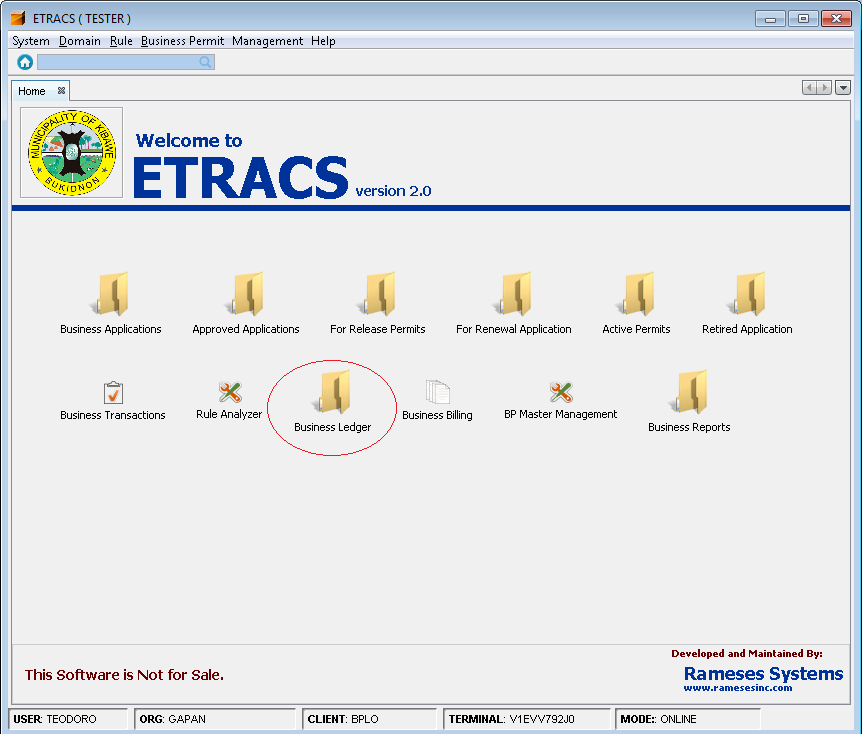 ETRACS ( TESTER )
System Domain Rule Business Permit Management Help
Home
MUNICIPALITY OF KIBAWE
BUKIDNON
Welcome to
ETRACS version 2.0
Business Applications Approved Applications For Release Permits For Renewal Application Active Permits Retired Application
Business Transactions Rule Analyzer Business Ledger Business Billing BP Master Management Business Reports
This Software is Not for Sale.
Developed and Maintained By:
Rameses Systems
www.ramesesinc.com
USER: TEODORO ORG: GAPAN CLIENT: BPLO TERMINAL: V1EVV792J0 MODE: ONLINE